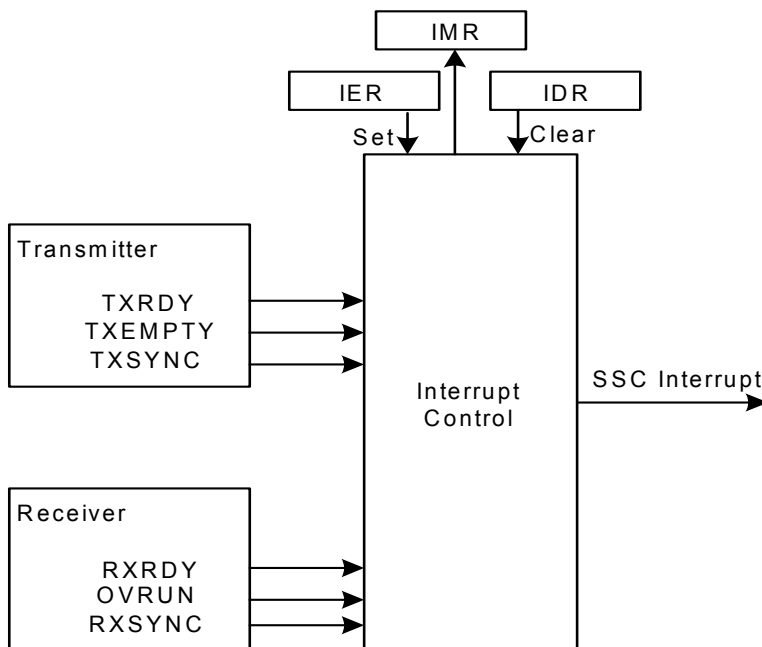 IMR
IER
IDR
Set
Clear
Transmitter
TXRDY
TXEMPTY
TXSYNC
Interrupt
Control
SSC Interrupt
Receiver
RXRDY
OVRUN
RXSYNC